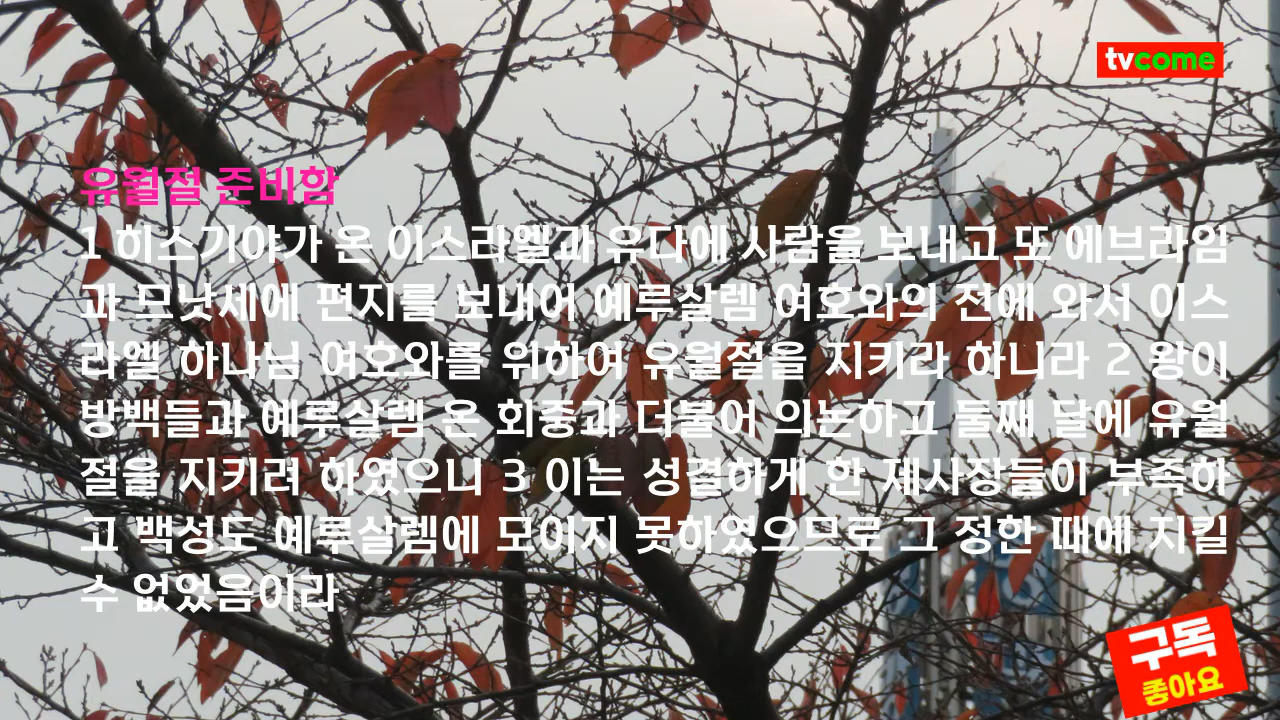 tvcome
유월절 준비함
1 히스기야가 온 이스라엘과 유다에 사람을 보내고 또 에브라임
과 므낫세에 편지를 보내어 예루살렘 여호와의 전에 와서 이스
라엘 하나님 여호와를 위하여 유월절을 지키라 하니라 2 왕이
방백들과 예루살렘 온 회중과 더불어 의논하고 둘째 달에 유월
절을 지키려 하였으니 3 이는 성결하게 한 제사장들이 부족하
고 백성도 예루살렘에 모이지 못하였으므로 그 정한 때에 지킬
수 없었음이라
구독
좋아요